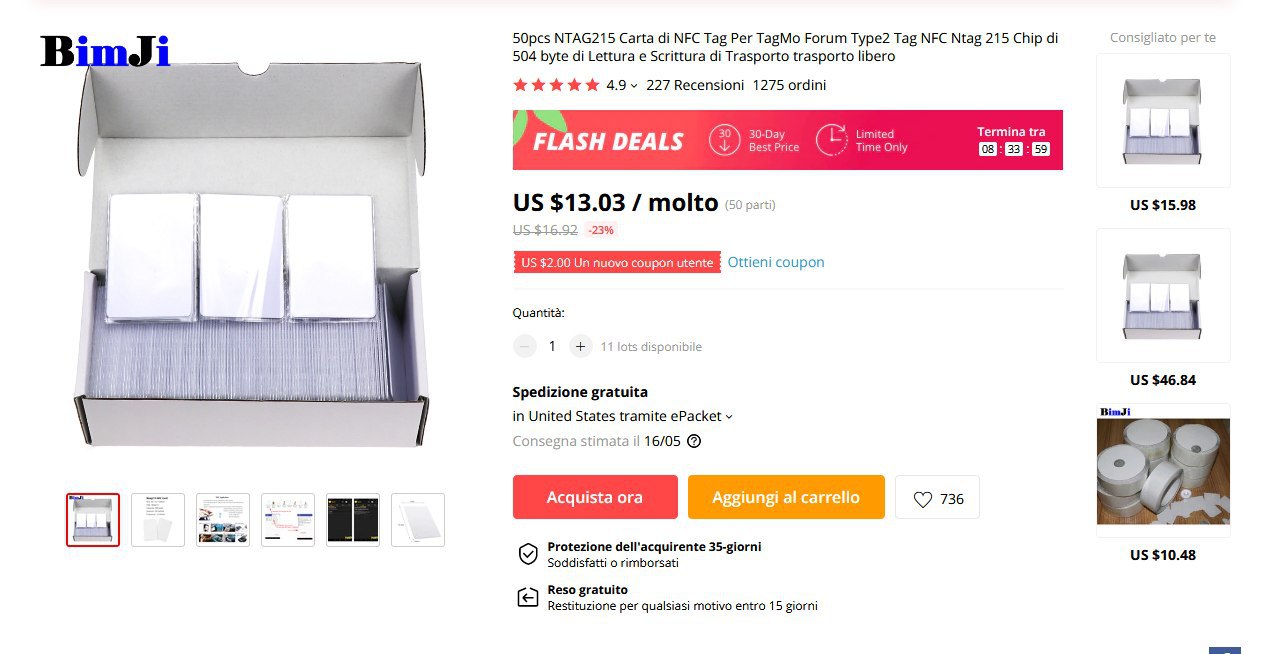 BimJi
50pcs NTAG215 Carta di NFC Tag Per TagMo Forum Type2 Tag NFC Ntag 215 Chip di
504 byte di Lettura e Scrittura di Trasporto trasporto libero
4.9
227 Recensioni
1275 ordini
FLASH DEALS
30
30-Day
Best Price
Limited
Time Only
Termina tra
08 : 33 : 59
US $13.03 / molto (50 parti)
US $16.92 -23%
US $2.00 Un nuovo coupon utente Ottieni coupon
Quantità:
1 + 11 lots disponibile
Spedizione gratuita
in United States tramite ePacket
Consegna stimata il 16/05
Acquista ora
Aggiungi al carrello
736
Protezione dell'acquirente 35-giorni
Soddisfatti o rimborsati
Reso gratuito
Restituzione per qualsiasi motivo entro 15 giorni
Consigliato per te
US $15.98
US $46.84
BimJi
US $10.48